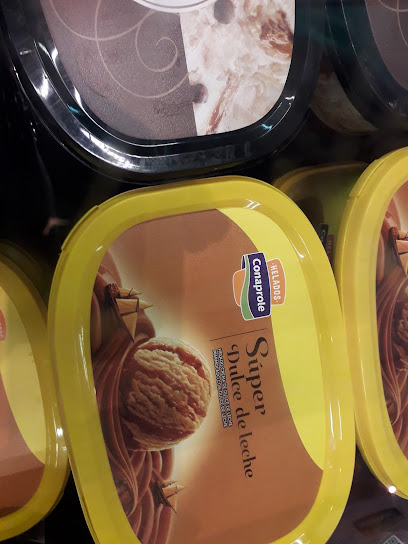 HELADOS
Conaprole
Súper
Dulce de leche